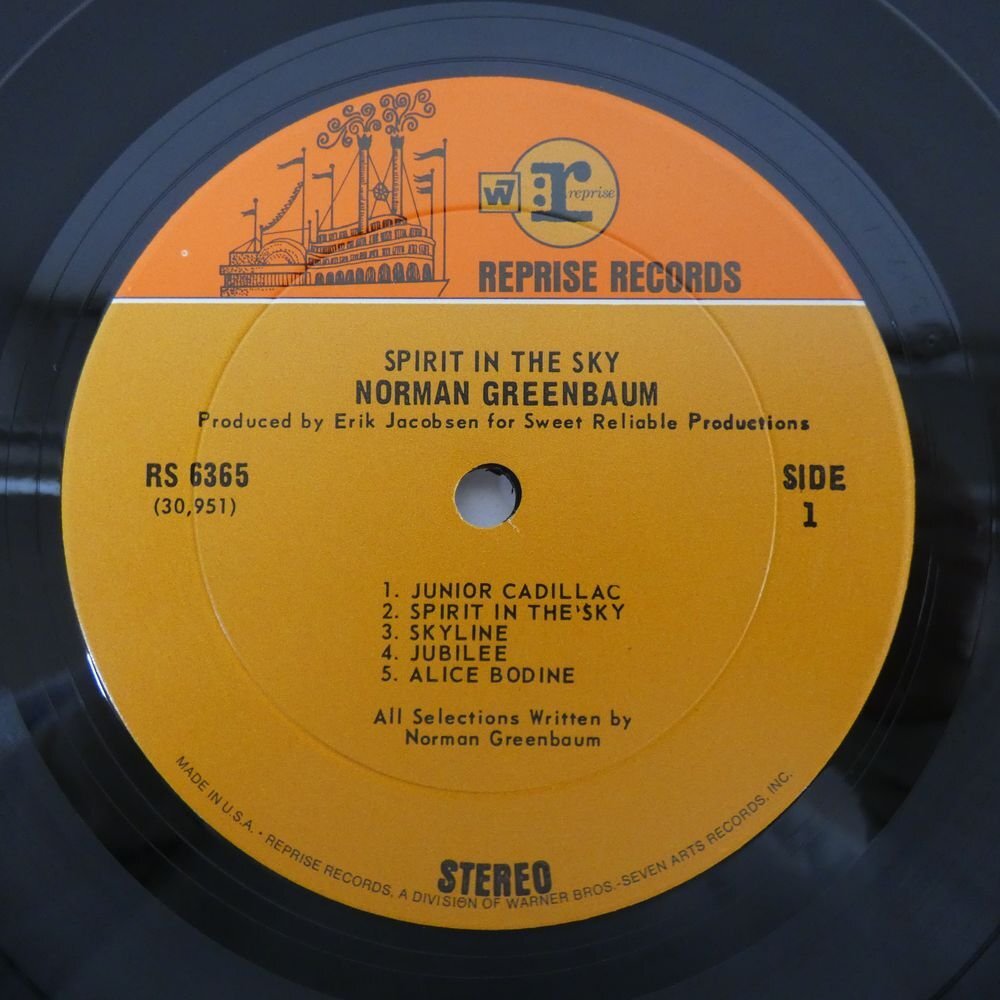 W7 r: reprise
REPRISE RECORDS
SPIRIT IN THE SKY
NORMAN GREENBAUM
Produced by Erik Jacobsen for Sweet Reliable Productions
RS 6365
(30,951)
SIDE
1
1. JUNIOR CADILLAC
2. SPIRIT IN THE SKY
3. SKYLINE
4. JUBILEE
5. ALICE BODINE
All Selections Written by
Norman Greenbaum
STEREO
MADE IN U.S.A. • REPRISE RECORDS, A DIVISION OF WARNER BROS.-SEVEN ARTS RECORDS, INC.